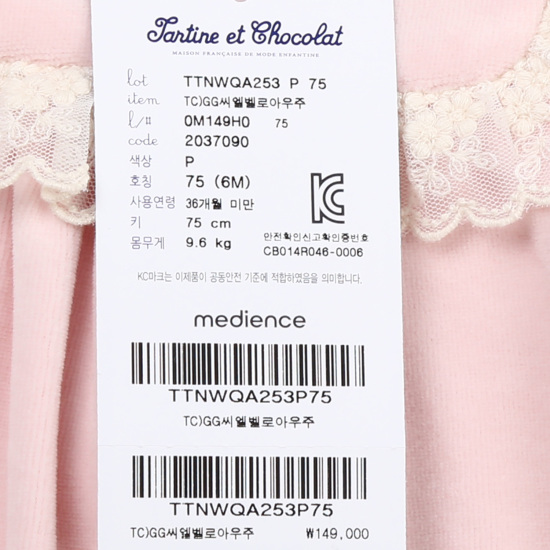 Tartine et Chocolat
MAISON FRANÇAISE DE MODE ENFANTINE
lot TTNWQA253 P 75
item TC)GG씨엘벨로아우주
l/# 0M149H0 75
code 2037090
색상 P
호칭 75 (6M)
사용연령 36개월 미만
키 75 cm
몸무게 9.6 kg
안전확인신고확인증번호
CB014R046-0006
KC마크는 이제품이 공통안전 기준에 적합하였음을 의미합니다.
medience
TTNWQA253P75
TC)GG씨엘벨로아우주
TTNWQA253P75
TC)GG씨엘벨로아우주 ₩149,000